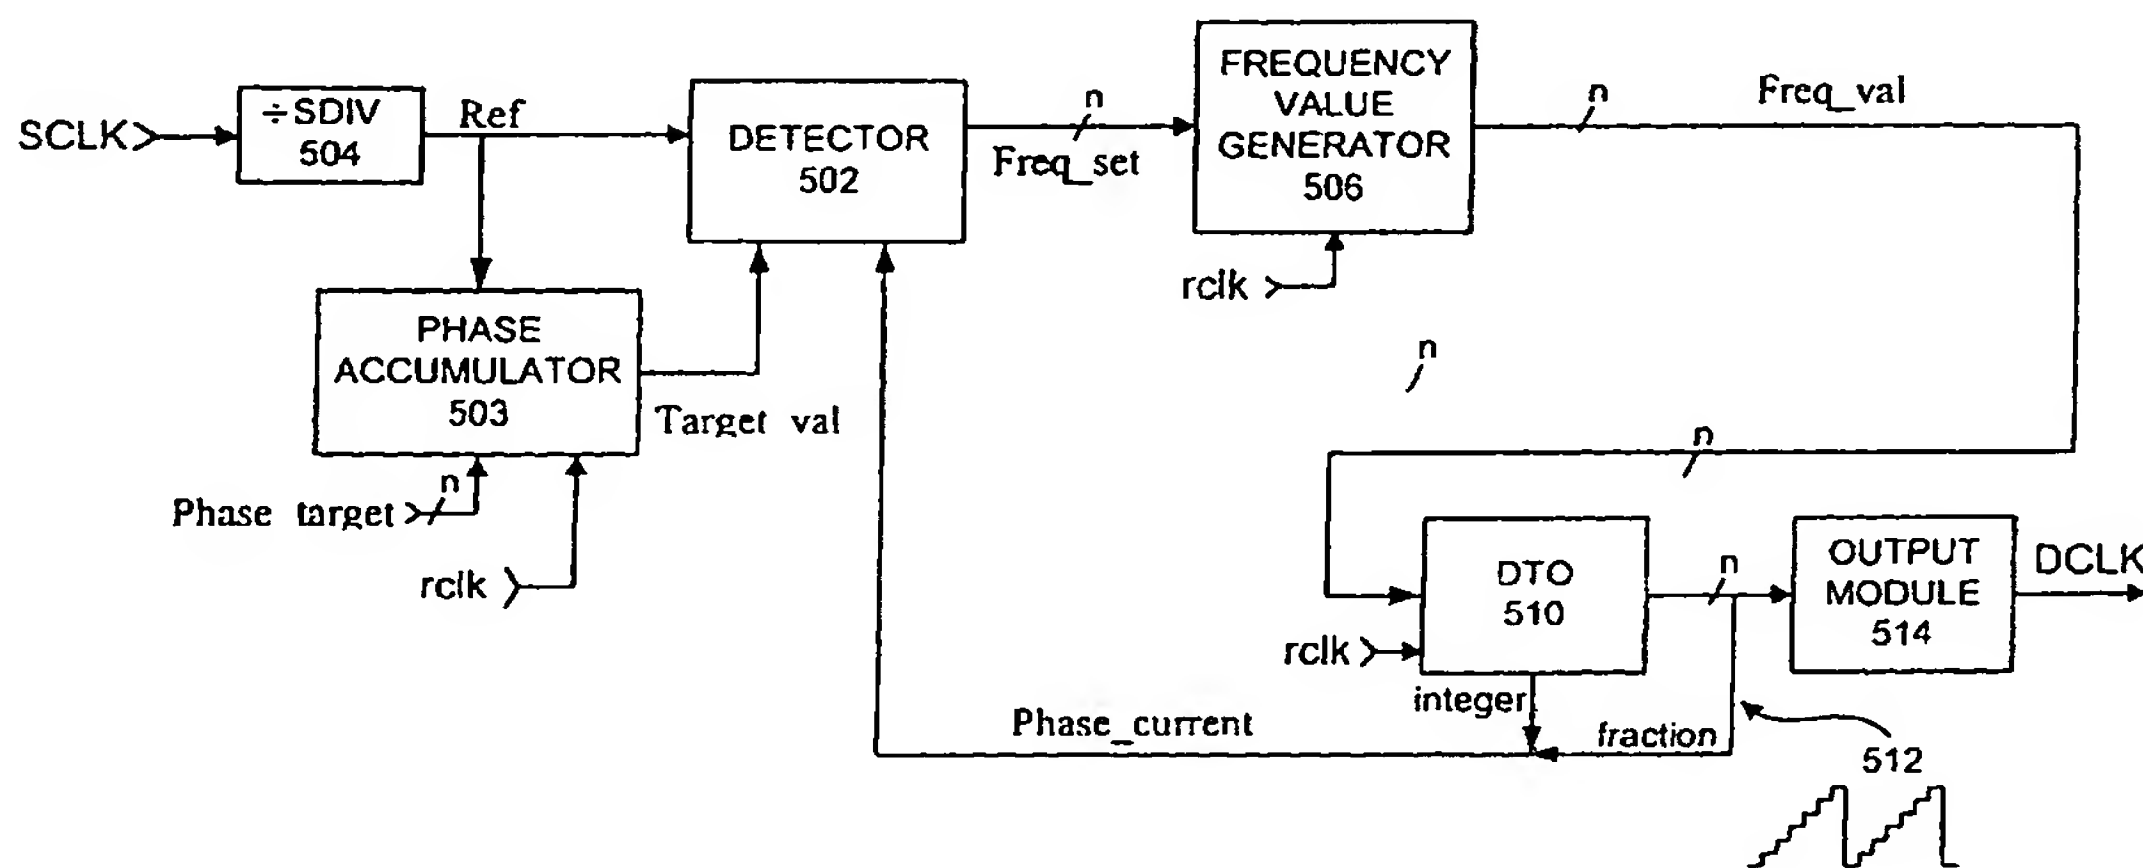 SCLK
÷SDIV
504
Ref
DETECTOR
502
n
Freq_set
FREQUENCY
VALUE
GENERATOR
506
rclk
n
Freq_val
PHASE
ACCUMULATOR
503
Target val
Phase target
n
rclk
n
n
DTO
510
rclk
n
OUTPUT
MODULE
514
DCLK
integer
Phase_current
fraction
512